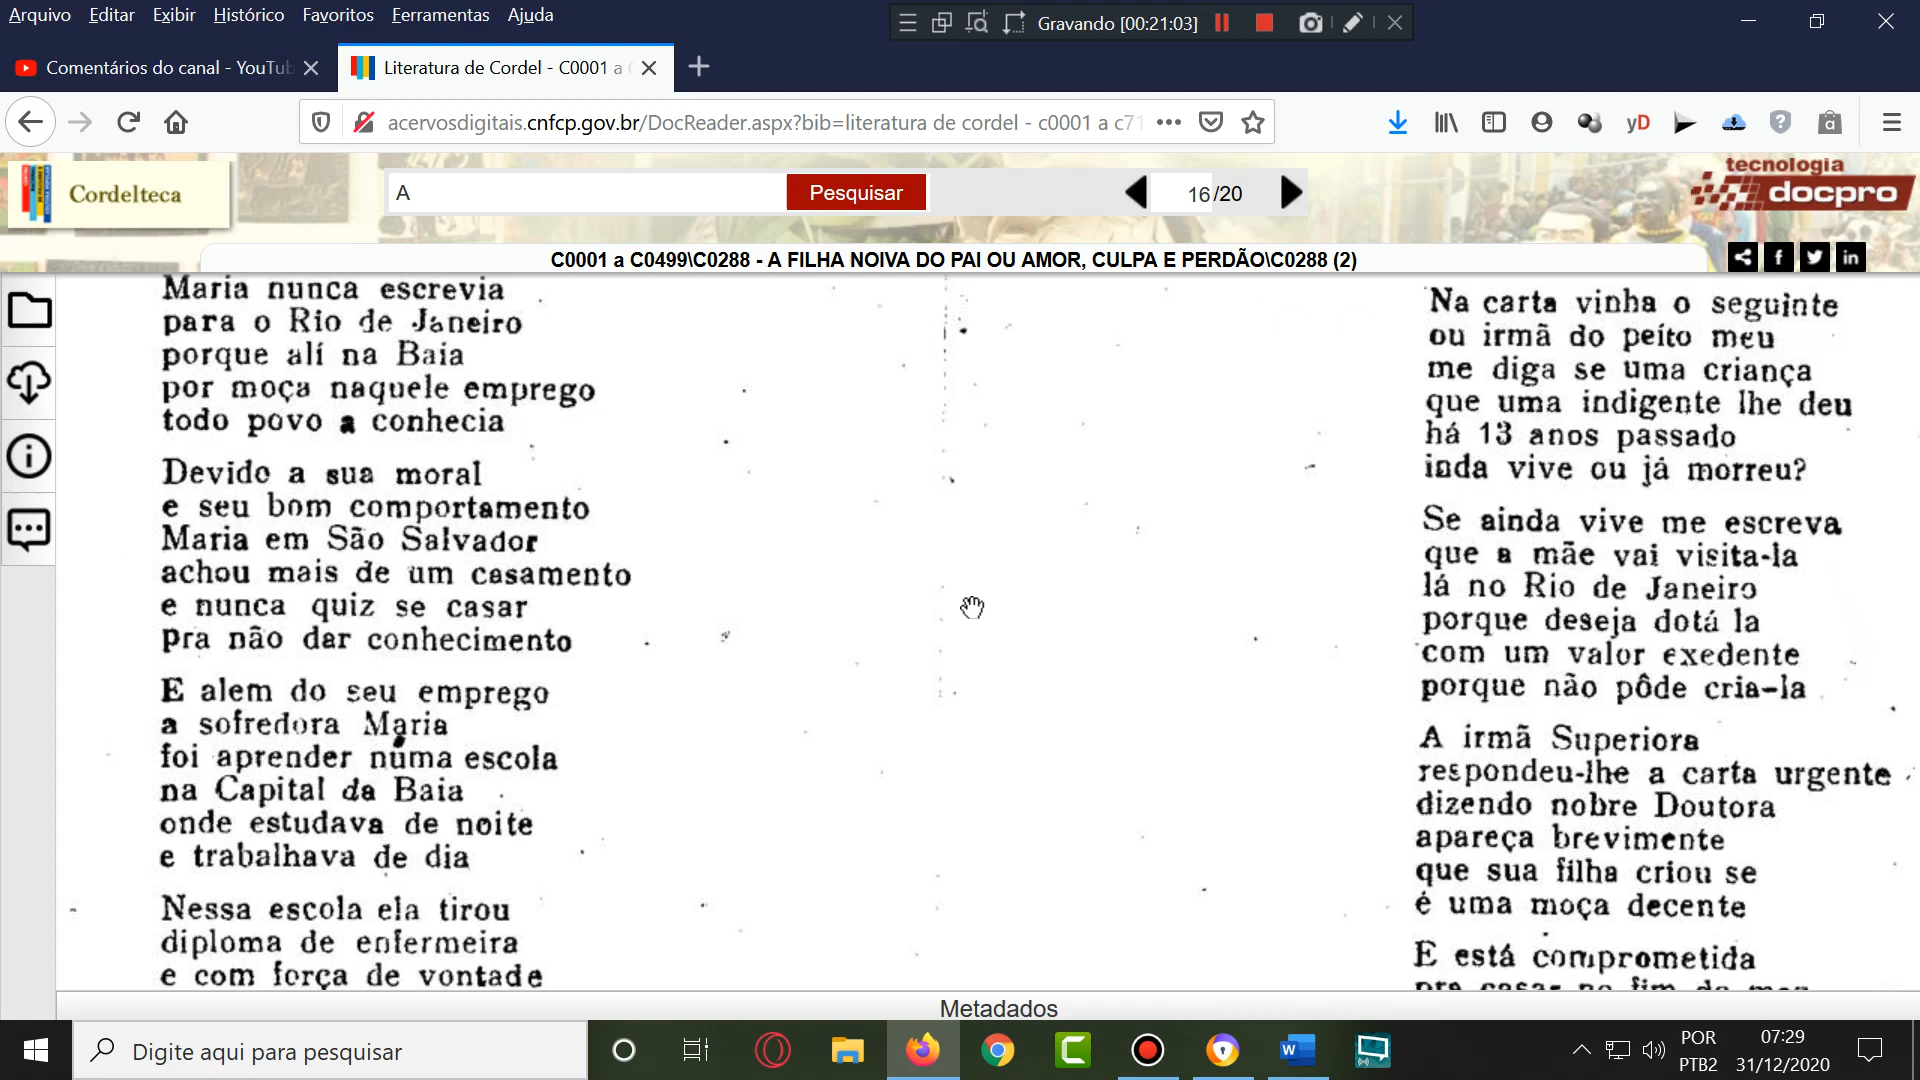 Arquivo Editar Exibir Histórico Favoritos Ferramentas Ajuda
Gravando [00:21:03]
Comentários do canal - YouTub
Literatura de Cordel - C0001 a C
acervosdigitais.cnfcp.gov.br/DocReader.aspx?bib=literatura de cordel - c0001 a c71
Cordelteca
A
Pesquisar
16/20
tecnologia
docpro
C0001 a C0499\C0288 - A FILHA NOIVA DO PAI OU AMOR, CULPA E PERDÃO\C0288 (2)
Maria nunca escrevia
para o Rio de Janeiro
porque alí na Baia
por moça naquele emprego
todo povo a conhecia
Devido a sua moral
e seu bom comportamento
Maria em São Salvador
achou mais de um casamento
e nunca quiz se casar
pra não dar conhecimento
E alem do seu emprego
a sofredora Maria
foi aprender numa escola
na Capital da Baia
onde estudava de noite
e trabalhava de dia
Nessa escola ela tirou
diploma de enfermeira
e com força de vontade
Na carta vinha o seguinte
ou irmã do peito meu
me diga se uma criança
que uma indigente lhe deu
há 13 anos passado
inda vive ou já morreu?
Se ainda vive me escreva
que a mãe vai visita-la
lá no Rio de Janeiro
porque deseja dotá la
com um valor exedente
porque não pôde cria-la
A irmã Superiora
respondeu-lhe a carta urgente
dizendo nobre Doutora
apareça brevimente
que sua filha criou se
é uma moça decente
E está comprometida
pra casar no fim do mes
Metadados
Digite aqui para pesquisar
POR
PTB2
07:29
31/12/2020